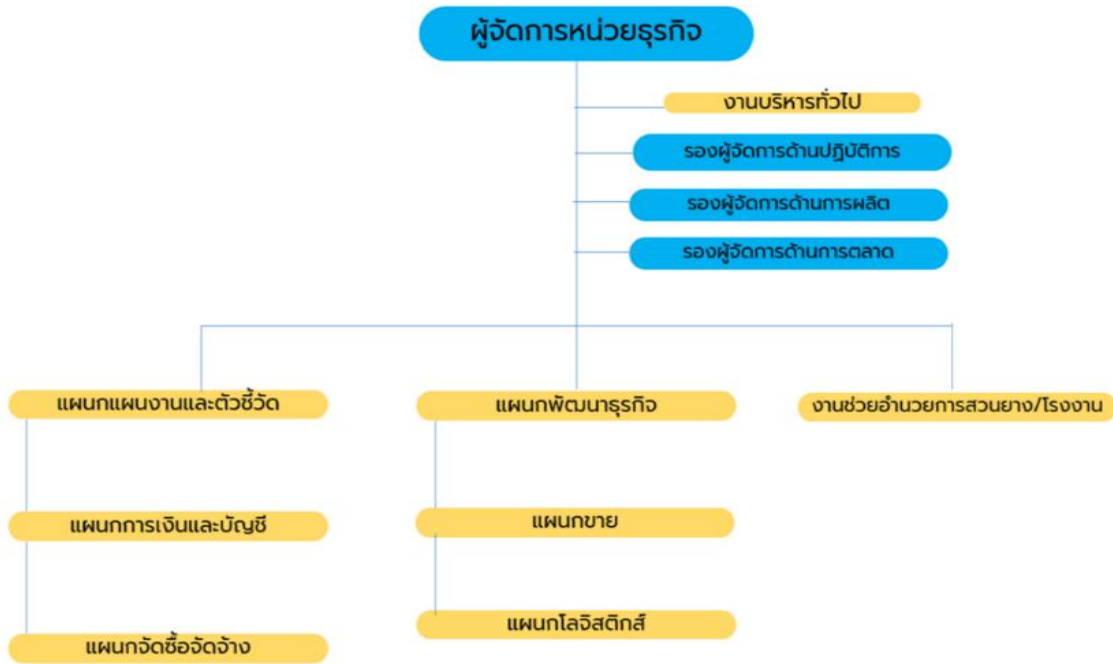 ผู้จัดการหน่วยธุรกิจ
งานบริหารทั่วไป
รองผู้จัดการด้านปฏิบัติการ
รองผู้จัดการด้านการผลิต
รองผู้จัดการด้านการตลาด
แผนกแผนงานและตัวชี้วัด
แผนกพัฒนาธุรกิจ
งานช่วยอำนวยการสวนยาง/โรงงาน
แผนกการเงินและบัญชี
แผนกขาย
แผนกจัดซื้อจัดจ้าง
แผนกโลจิสติกส์